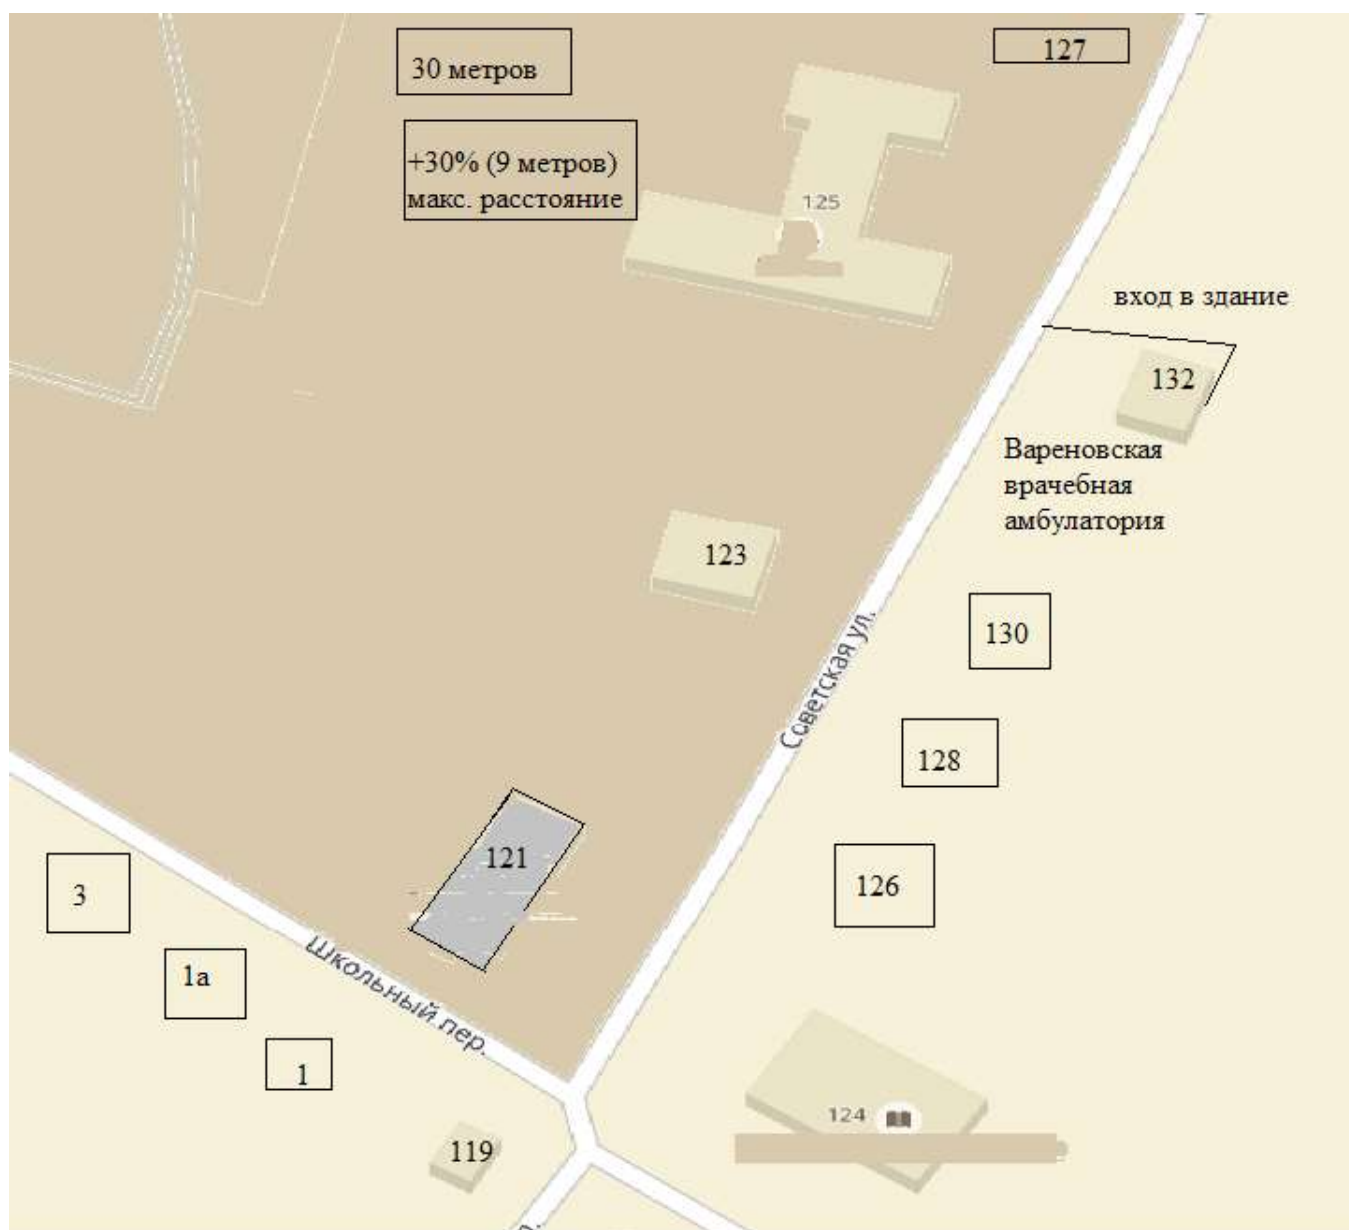 127
30 метров
+30% (9 метров)
макс. расстояние
125
вход в здание
132
Вареновская
врачебная
амбулатория
123
130
Советская ул.
128
121
126
3
1а
Школьный пер.
1
124
119